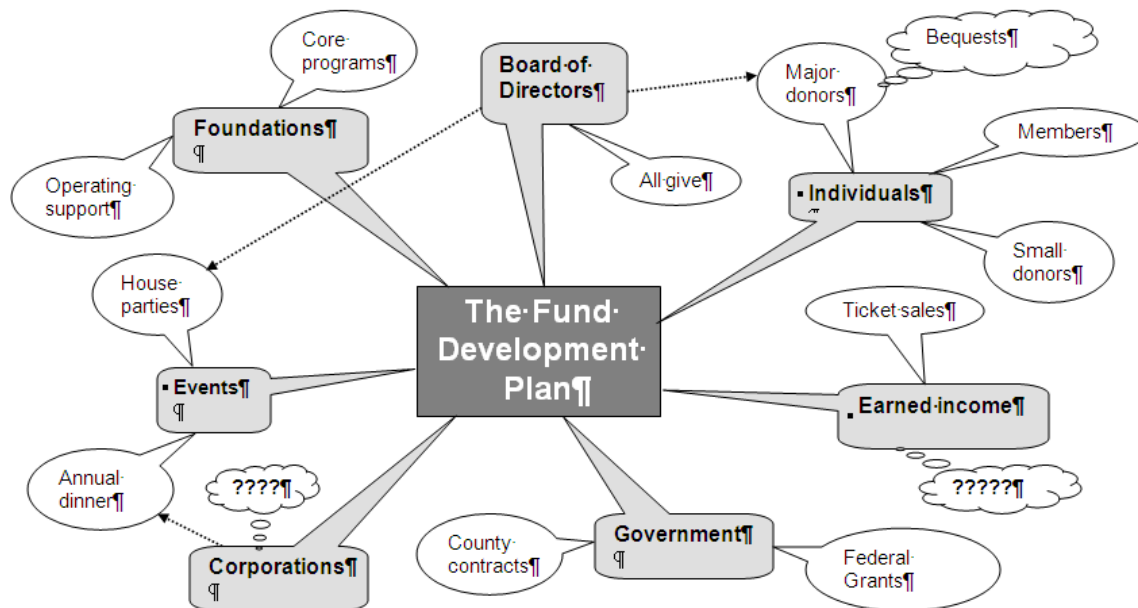 Core·
programs¶
Board·of·
Directors¶
Bequests¶
Major·
donors¶
Foundations¶
¶
Members¶
Operating·
support¶
All·give¶
▪ Individuals¶
¶
House·
parties¶
Small·
donors¶
The·Fund·
Development·
Plan¶
Ticket·sales¶
▪ Events¶
¶
▪ Earned·income¶
Annual·
dinner¶
????¶
?????¶
Corporations¶
¶
County·
contracts¶
Government¶
¶
Federal·
Grants¶